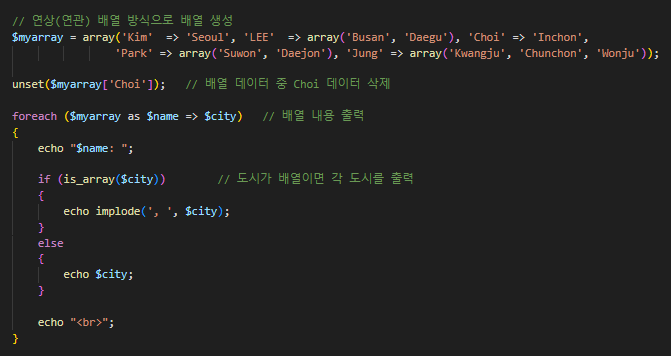 // 연상(연관) 배열 방식으로 배열 생성
$myarray = array('Kim'  => 'Seoul', 'LEE'  => array('Busan', 'Daegu'), 'Choi' => 'Inchon',
                'Park' => array('Suwon', 'Daejon'), 'Jung' => array('Kwangju', 'Chunchon', 'Wonju'));
unset($myarray['Choi']);   // 배열 데이터 중 Choi 데이터 삭제
foreach ($myarray as $name => $city)   // 배열 내용 출력
{
    echo "$name: ";
    if (is_array($city))        // 도시가 배열이면 각 도시를 출력
    {
        echo implode(', ', $city);
    }
    else
    {
        echo $city;
    }
    echo "<br>";
}